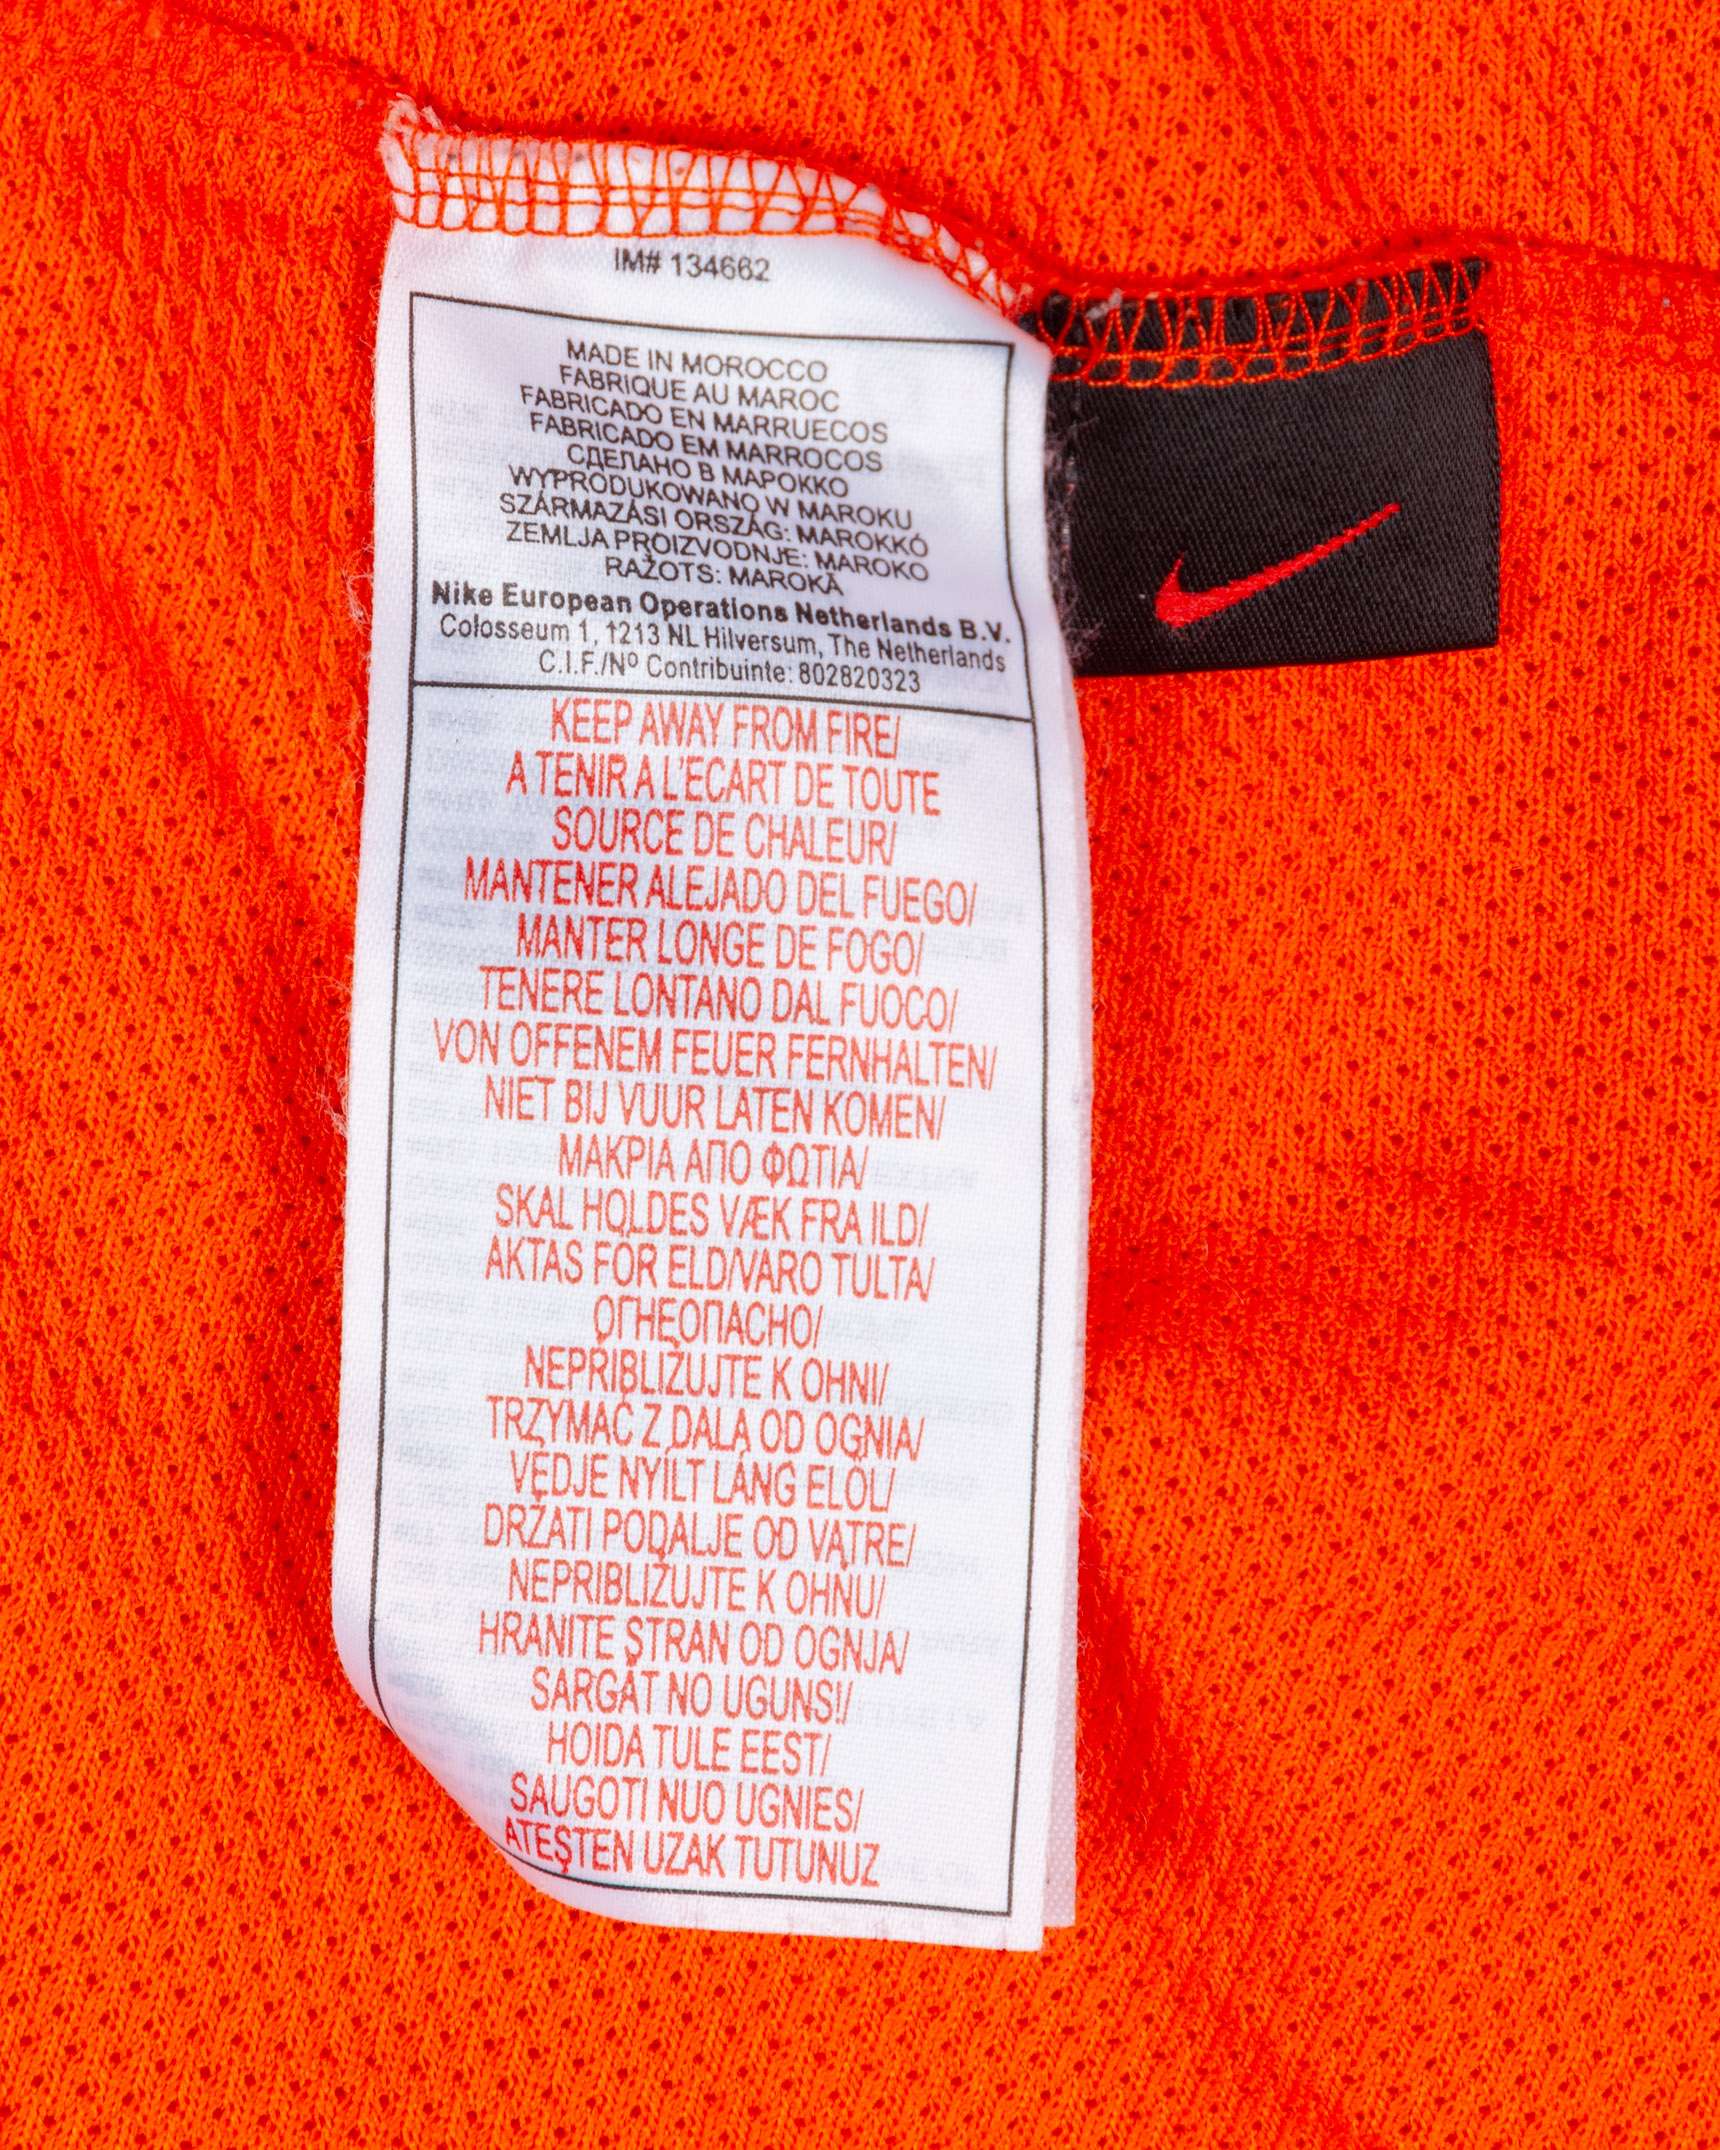 IM# 134662
MADE IN MOROCCO
FABRIQUE AU MAROC
FABRICADO EN MARRUECOS
FABRICADO EM MARROCOS
СДЕЛАНО В МАРОККО
WYPRODUKOWANO W MAROKU
SZÁRMAZÁSI ORSZÁG: MAROKKÓ
ZEMLJA PROIZVODNJE: MAROKO
RAŽOTS: MAROKĀ
Nike European Operations Netherlands B.V.
Colosseum 1, 1213 NL Hilversum, The Netherlands
C.I.F./Nº Contribuinte: 802820323
KEEP AWAY FROM FIRE/
A TENIR A L'ECART DE TOUTE
SOURCE DE CHALEUR/
MANTENER ALEJADO DEL FUEGO/
MANTER LONGE DE FOGO/
TENERE LONTANO DAL FUOCO/
VON OFFENEM FEUER FERNHALTEN/
NIET BIJ VUUR LATEN KOMEN/
ΜΑΚΡΙΑ ΑΠΟ ΦΩΤΙΑ/
SKAL HOLDES VÆK FRA ILD/
AKTAS FÖR ELD/VARO TULTA/
ОГНЕОПАСНО/
NEPŘIBLIŽUJTE K OHNI/
TRZYMAĆ Z DALA OD OGNIA/
VÉDJE NYÍLT LÁNG ELÖL/
DRŽATI PODALJE OD VATRE/
NEPRIBLIŽUJTE K OHŇU/
HRANITE STRAN OD OGNJA/
SARGĀT NO UGUNS!/
HOIDA TULE EEST/
SAUGOTI NUO UGNIES/
ATEŞTEN UZAK TUTUNUZ